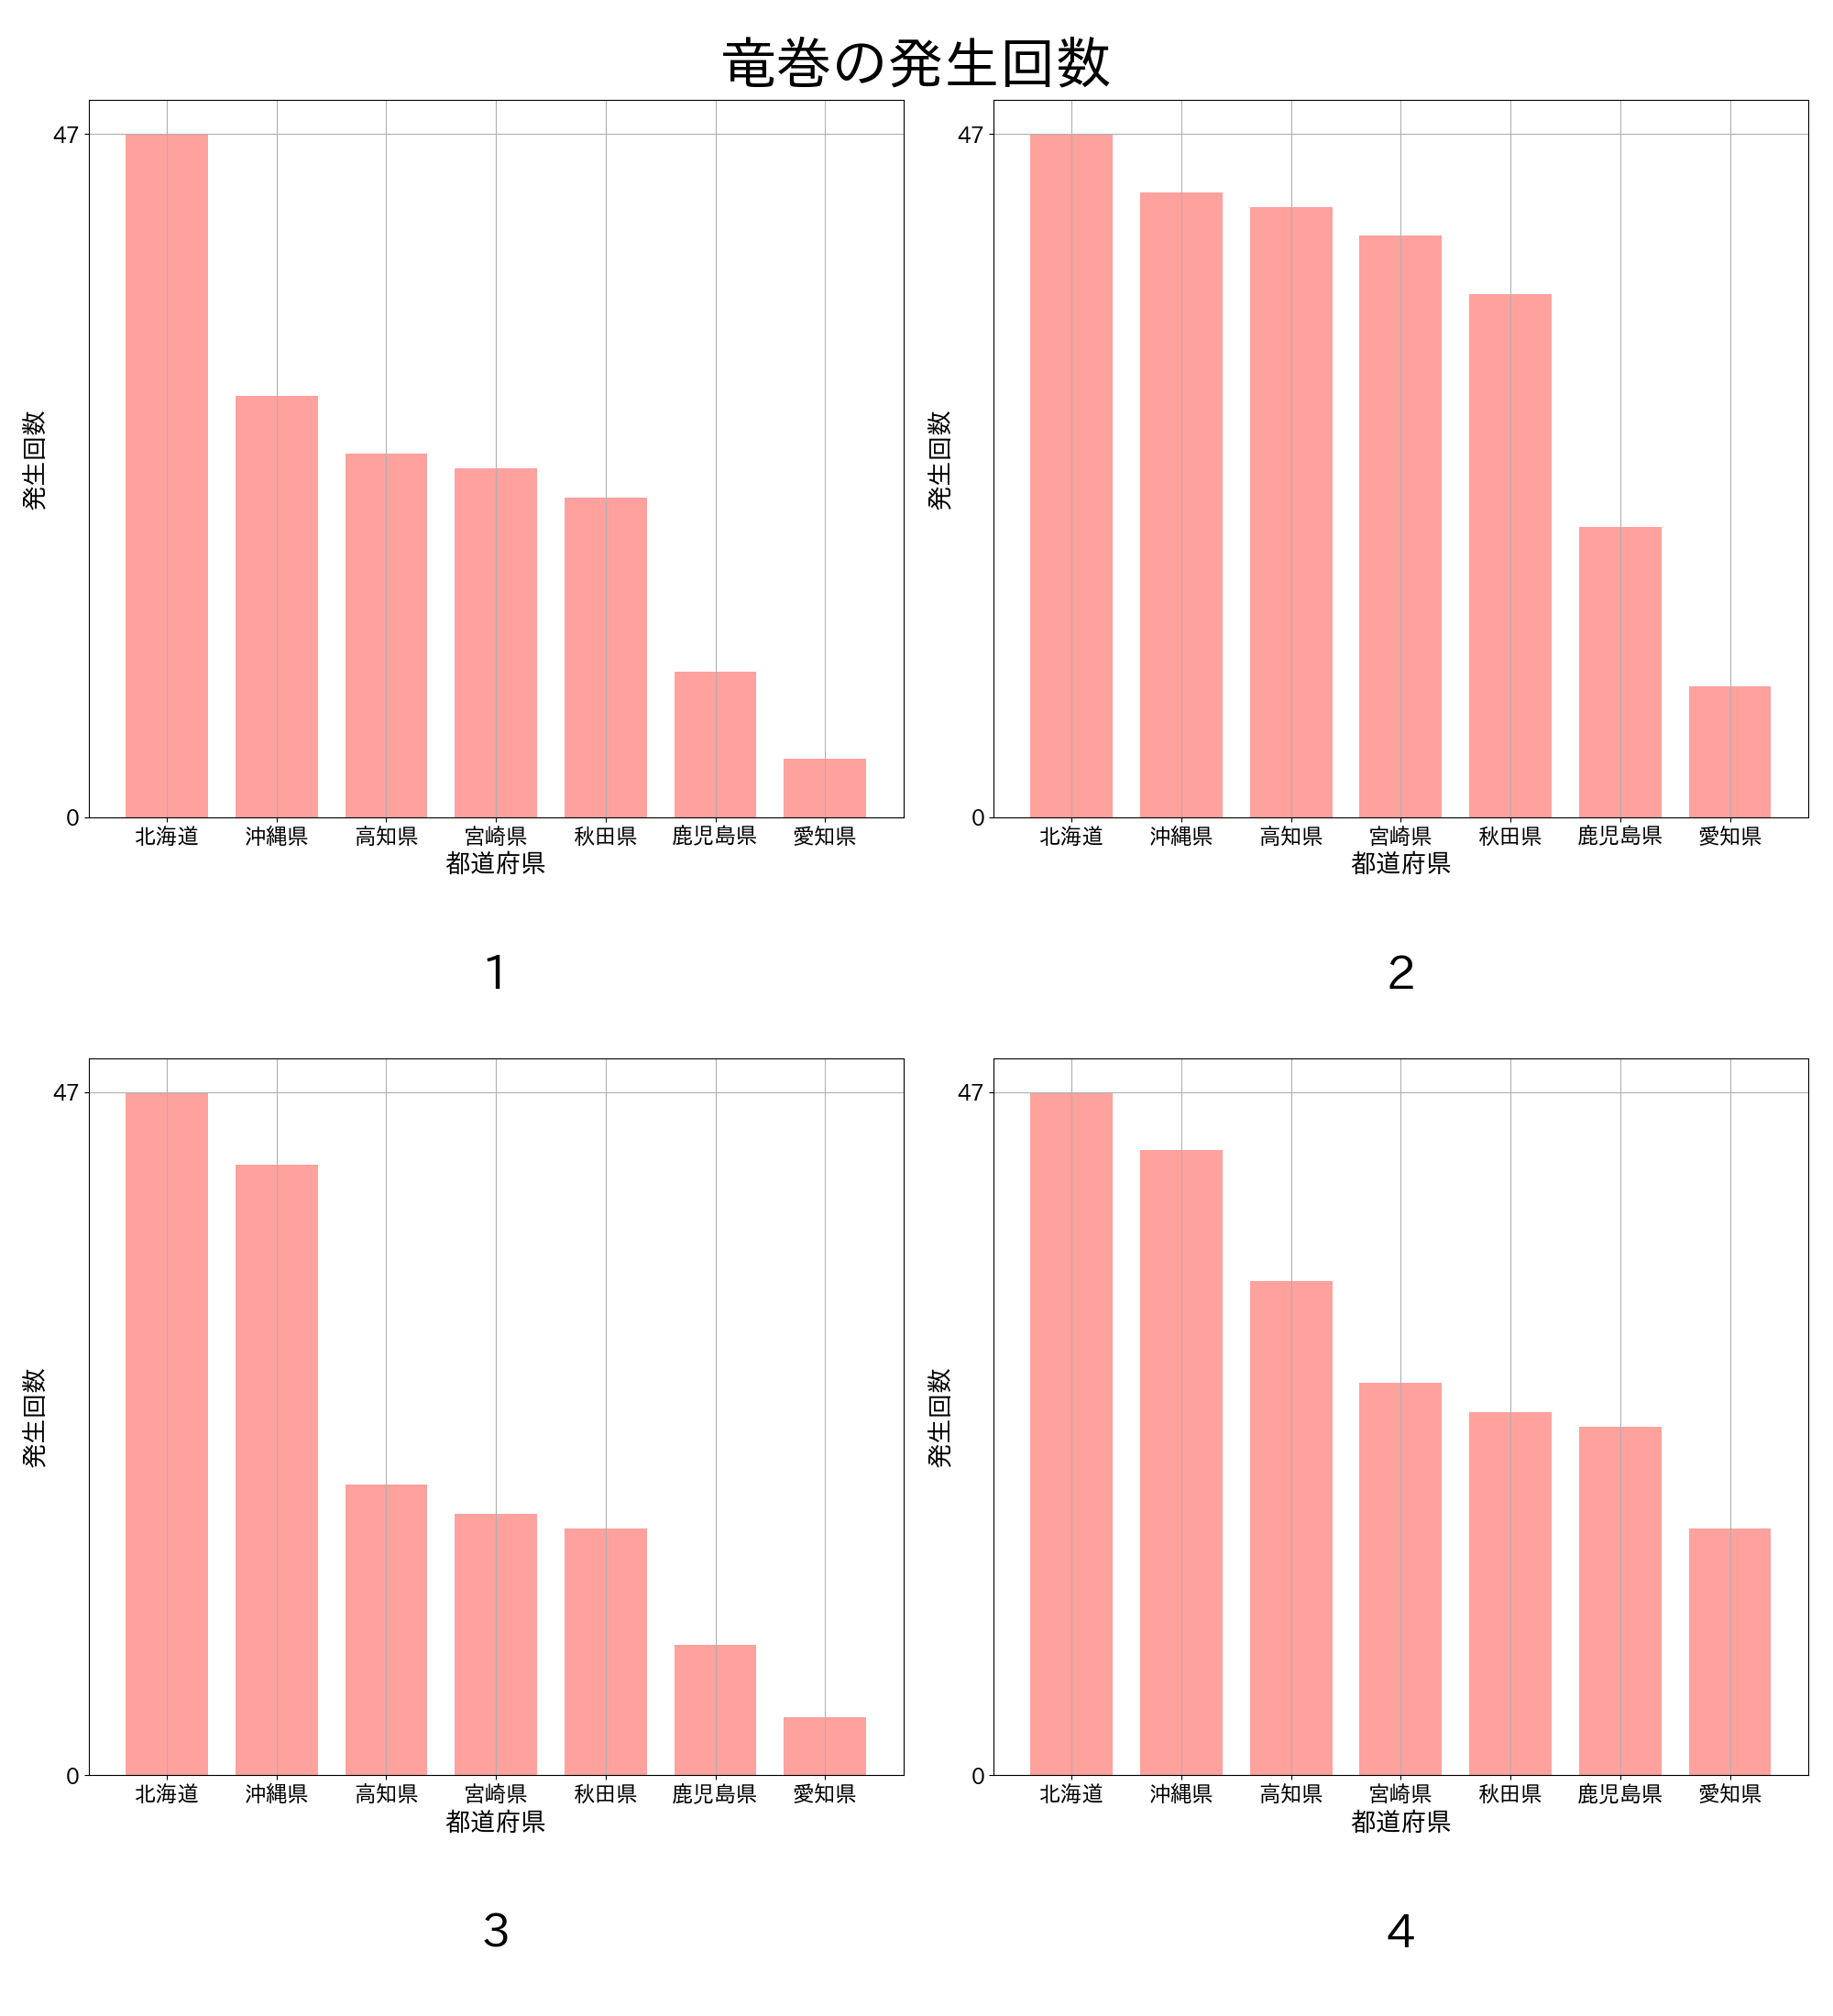 竜巻の発生回数
47
0
発生回数
北海道 沖縄県 高知県 宮崎県 秋田県 鹿児島県 愛知県
都道府県
1
47
0
発生回数
北海道 沖縄県 高知県 宮崎県 秋田県 鹿児島県 愛知県
都道府県
2
47
0
発生回数
北海道 沖縄県 高知県 宮崎県 秋田県 鹿児島県 愛知県
都道府県
3
47
0
発生回数
北海道 沖縄県 高知県 宮崎県 秋田県 鹿児島県 愛知県
都道府県
4